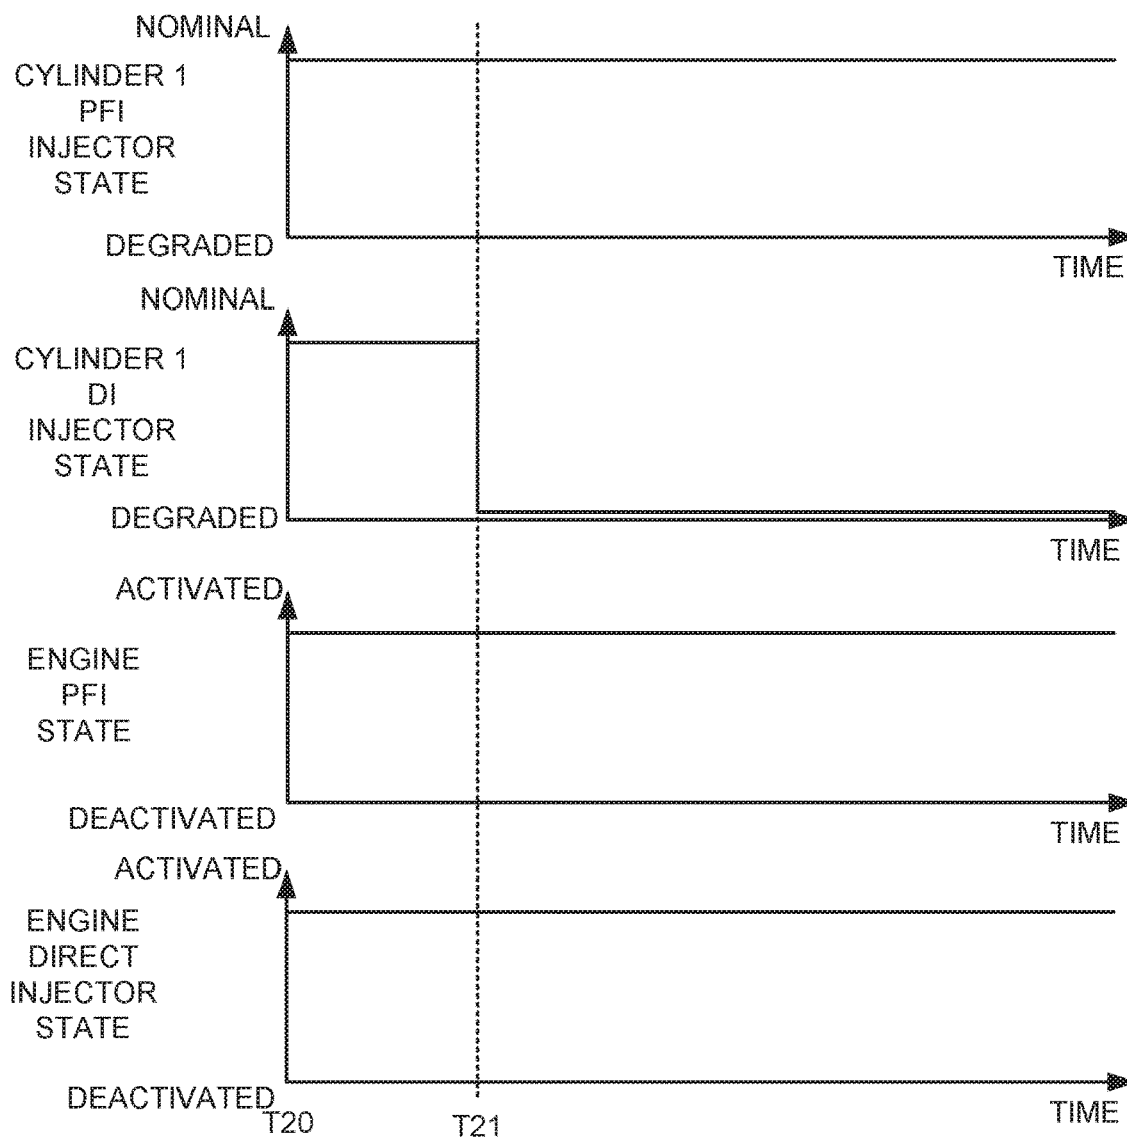 NOMINAL
CYLINDER 1
PFI
INJECTOR
STATE
DEGRADED
TIME
NOMINAL
CYLINDER 1
DI
INJECTOR
STATE
DEGRADED
TIME
ACTIVATED
ENGINE
PFI
STATE
DEACTIVATED
TIME
ACTIVATED
ENGINE
DIRECT
INJECTOR
STATE
DEACTIVATED
TIME
T20
T21